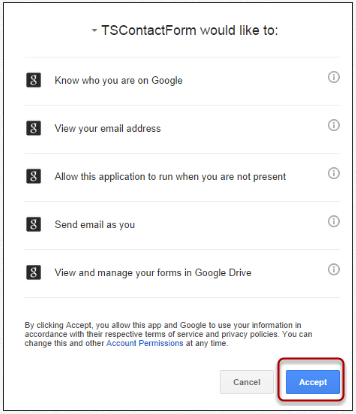 TSContactForm would like to:
g Know who you are on Google
g View your email address
g Allow this application to run when you are not present
g Send email as you
g View and manage your forms in Google Drive
By clicking Accept, you allow this app and Google to use your information in
accordance with their respective terms of service and privacy policies. You can
change this and other Account Permissions at any time.
Cancel Accept